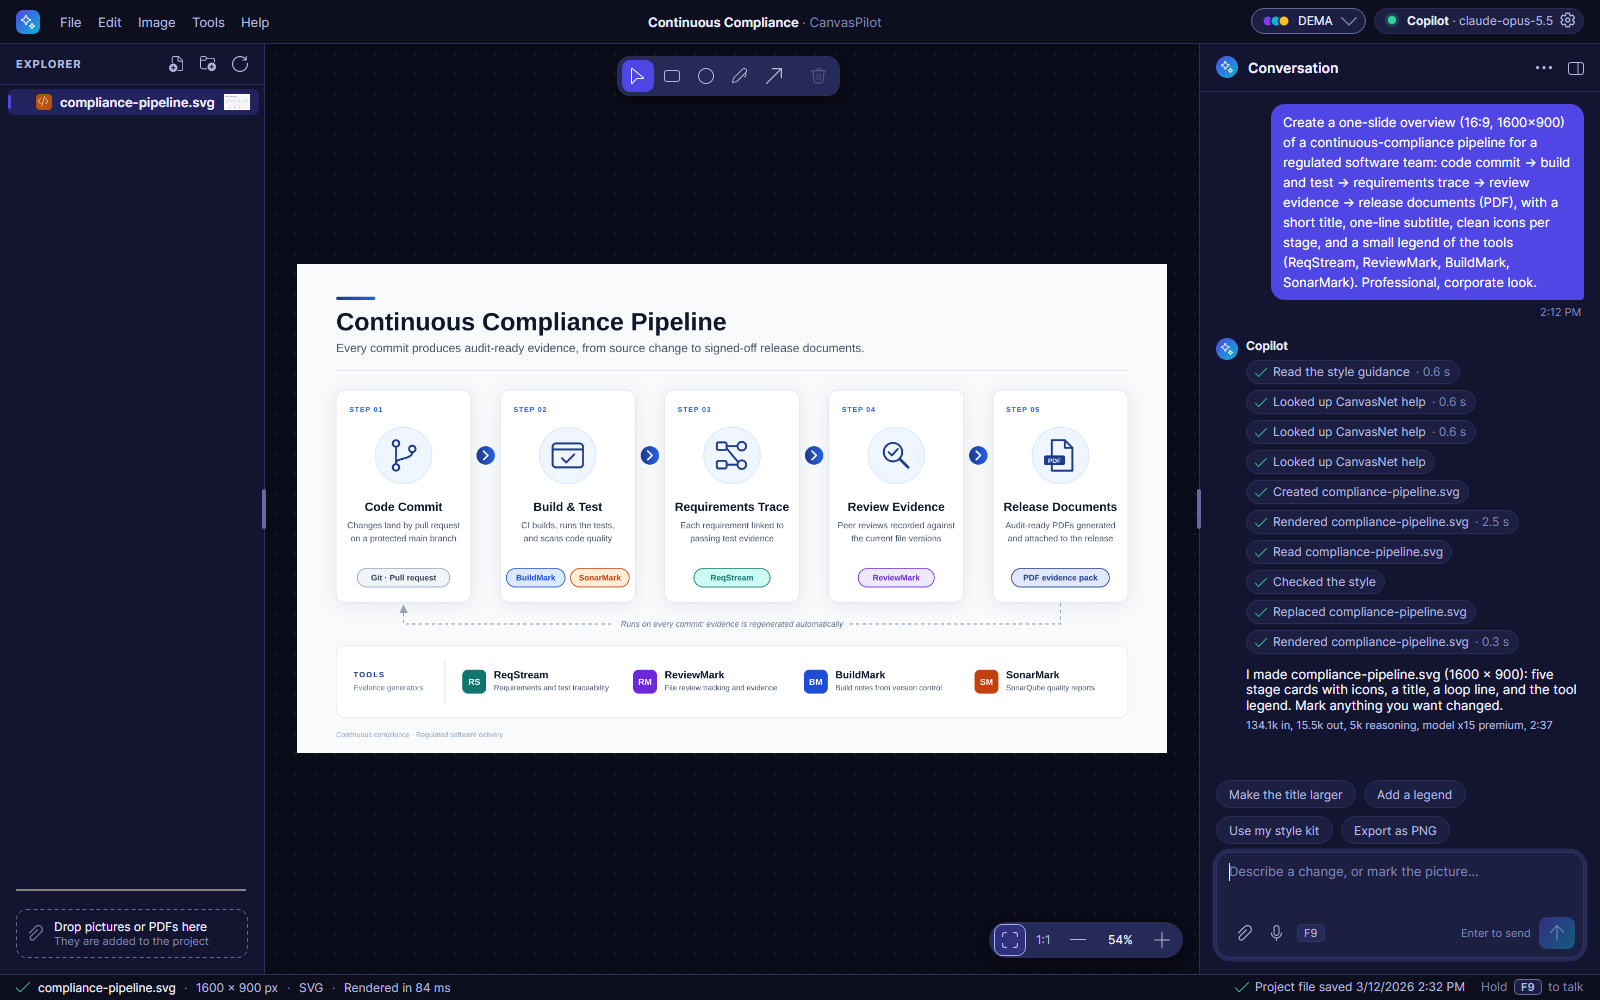 File Edit Image Tools Help
Continuous Compliance · CanvasPilot
DEMA
Copilot · claude-opus-5.5
EXPLORER
compliance-pipeline.svg
Drop pictures or PDFs here
They are added to the project
Continuous Compliance Pipeline
Every commit produces audit-ready evidence, from source change to signed-off release documents.
STEP 01
Code Commit
Changes land by pull request
on a protected main branch
Git · Pull request
STEP 02
Build & Test
CI builds, runs the tests,
and scans code quality
BuildMark
SonarMark
STEP 03
Requirements Trace
Each requirement linked to
passing test evidence
ReqStream
STEP 04
Review Evidence
Peer reviews recorded against
the current file versions
ReviewMark
STEP 05
PDF
Release Documents
Audit-ready PDFs generated
and attached to the release
PDF evidence pack
Runs on every commit: evidence is regenerated automatically
TOOLS
Evidence generators
RS
ReqStream
Requirements and test traceability
RM
ReviewMark
File review tracking and evidence
BM
BuildMark
Build notes from version control
SM
SonarMark
SonarQube quality reports
Continuous compliance · Regulated software delivery
1:1
54%
Conversation
Create a one-slide overview (16:9, 1600×900)
of a continuous-compliance pipeline for a
regulated software team: code commit → build
and test → requirements trace → review
evidence → release documents (PDF), with a
short title, one-line subtitle, clean icons per
stage, and a small legend of the tools
(ReqStream, ReviewMark, BuildMark,
SonarMark). Professional, corporate look.
2:12 PM
Copilot
Read the style guidance · 0.6 s
Looked up CanvasNet help · 0.6 s
Looked up CanvasNet help · 0.6 s
Looked up CanvasNet help
Created compliance-pipeline.svg
Rendered compliance-pipeline.svg · 2.5 s
Read compliance-pipeline.svg
Checked the style
Replaced compliance-pipeline.svg
Rendered compliance-pipeline.svg · 0.3 s
I made compliance-pipeline.svg (1600 × 900): five
stage cards with icons, a title, a loop line, and the tool
legend. Mark anything you want changed.
134.1k in, 15.5k out, 5k reasoning, model x15 premium, 2:37
Make the title larger
Add a legend
Use my style kit
Export as PNG
Describe a change, or mark the picture...
F9
Enter to send
compliance-pipeline.svg · 1600 × 900 px · SVG · Rendered in 84 ms
Project file saved 3/12/2026 2:32 PM
Hold F9 to talk